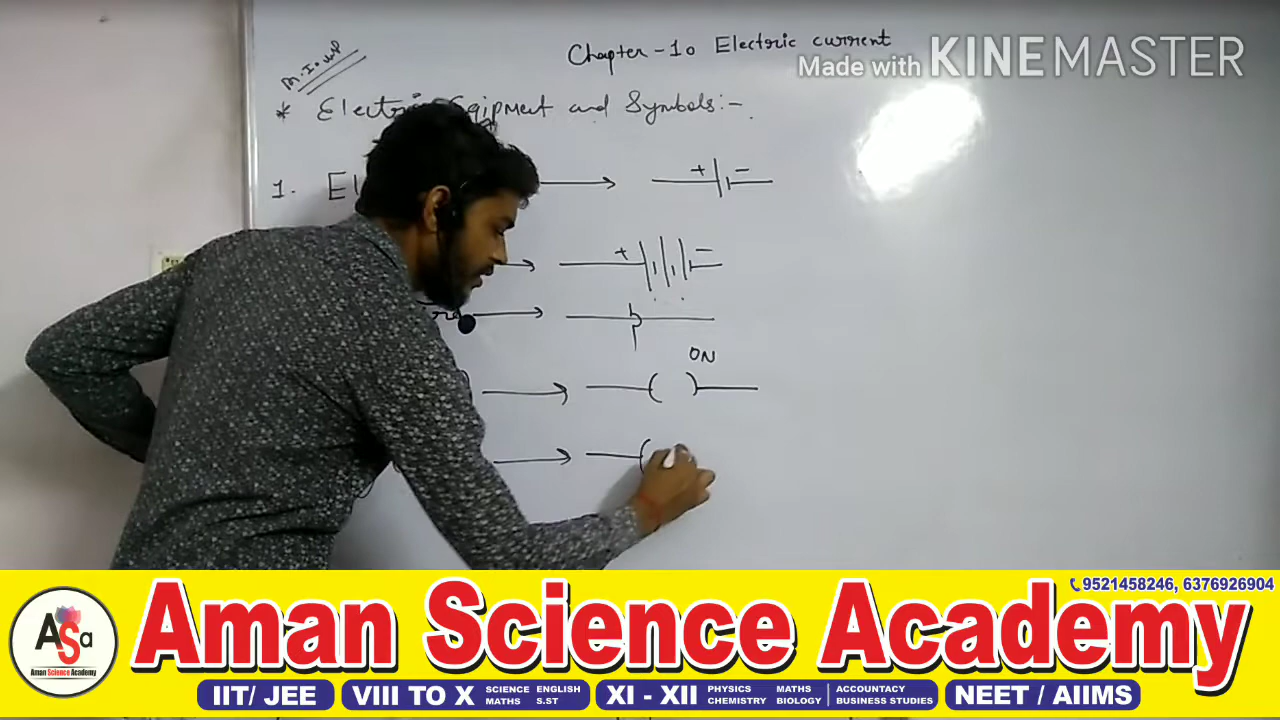 Chapter - 10 Electric current
Made with KINEMASTER
M. Imp
* Electric Eqipment and Symbols:-
1.
+ -
+ -
ON
9521458246, 6376926904
ASa
Aman Science Academy
Aman Science Academy
IIT/ JEE
VIII TO X SCIENCE ENGLISH
MATHS S.ST
XI - XII PHYSICS MATHS ACCOUNTACY
CHEMISTRY BIOLOGY BUSINESS STUDIES
NEET / AIIMS